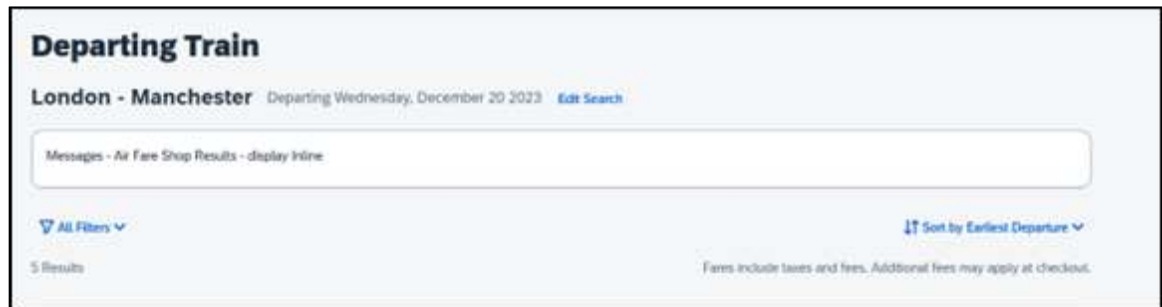 Departing Train
London - Manchester Departing Wednesday, December 20 2023 Edit Search
Messages - Air Fare Shop Results - display Inline
All Filters Sort by Earliest Departure
5 Results Fares include taxes and fees. Additional fees may apply at checkout.